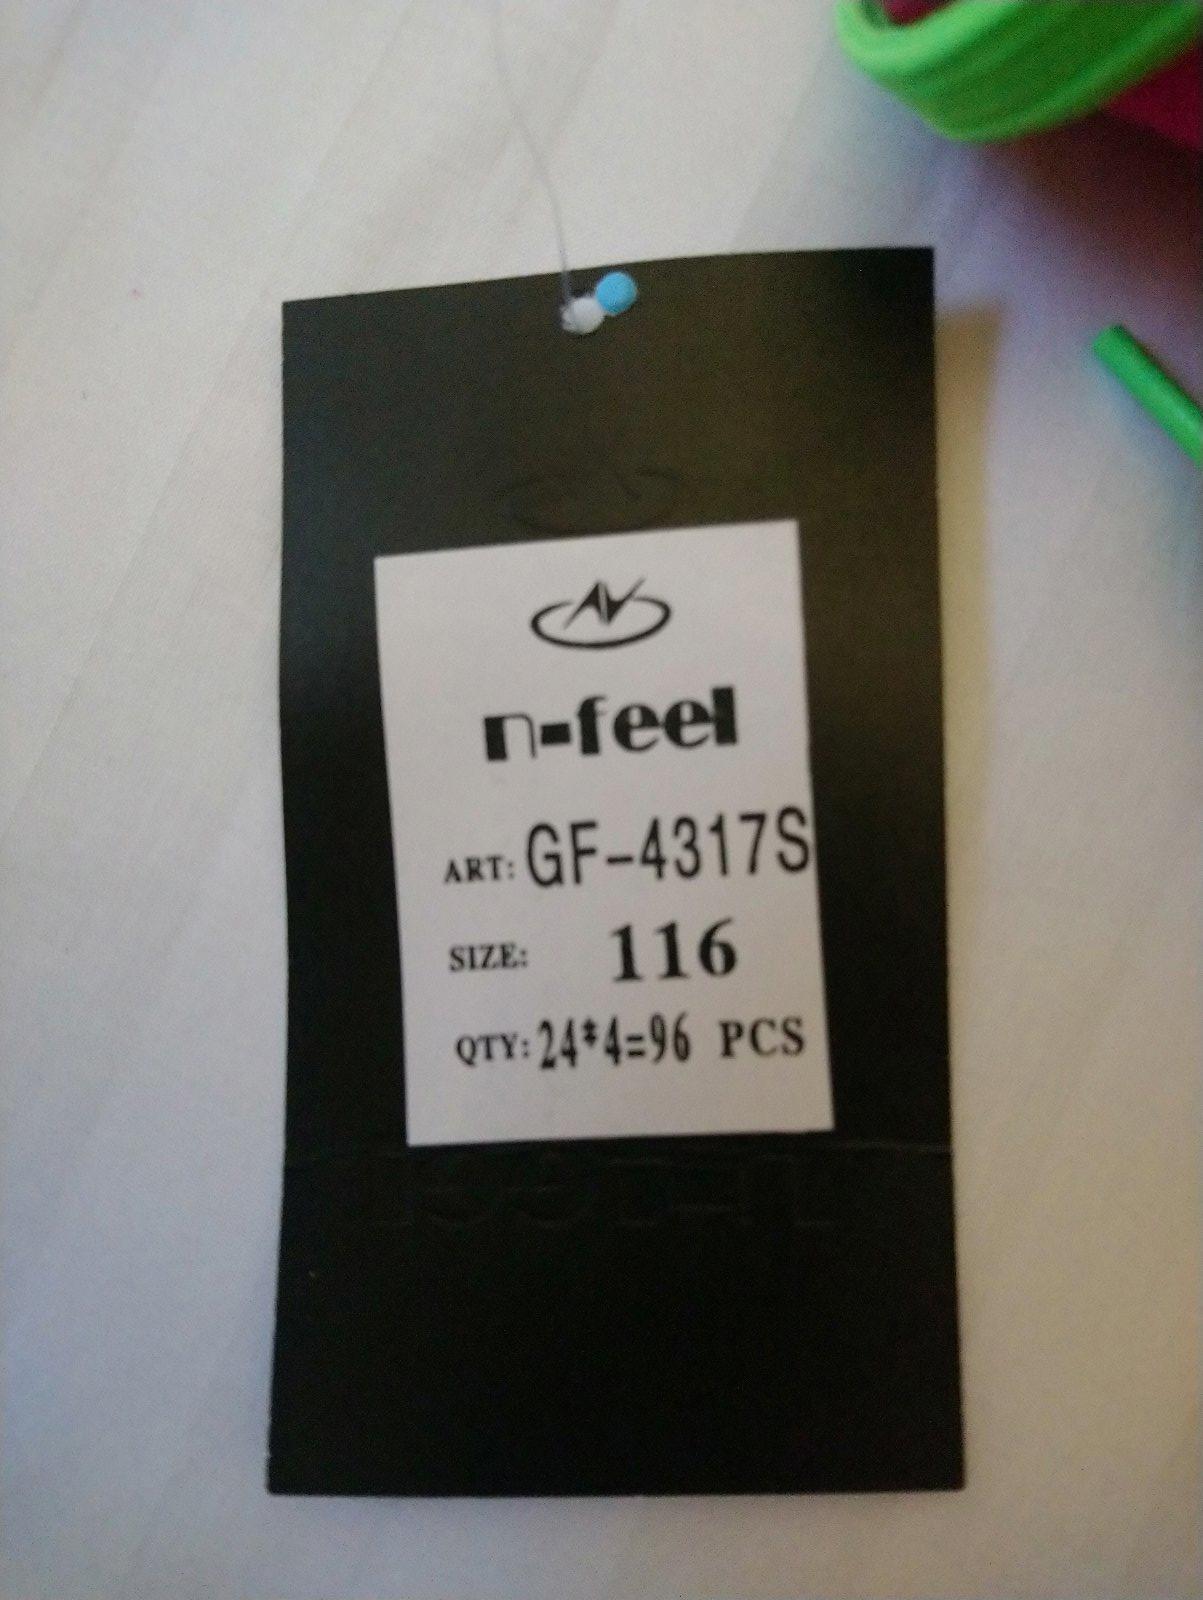 n-feel
ART: GF-4317S
SIZE: 116
QTY: 24*4=96 PCS